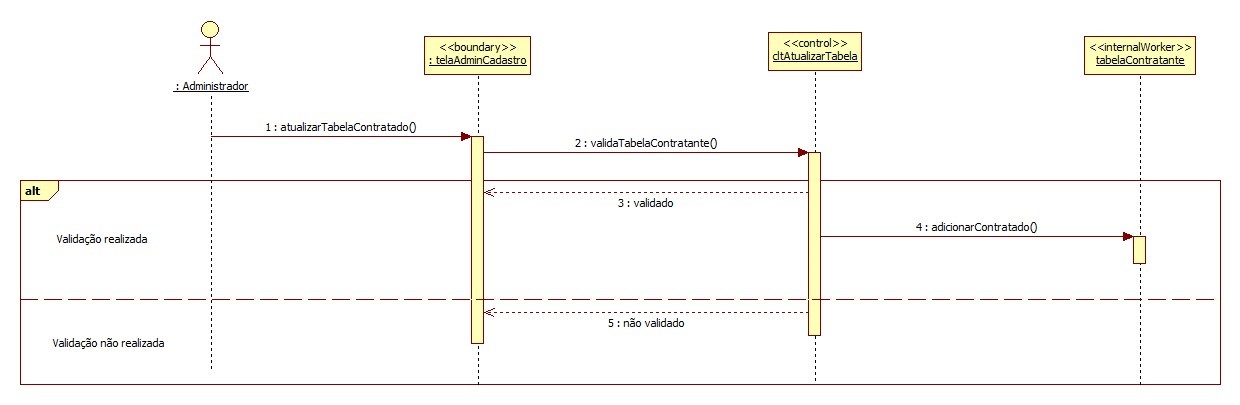 <<boundary>>
: telaAdminCadastro
<<control>>
cltAtualizarTabela
<<internalWorker>>
tabelaContratante
: Administrador
1 : atualizarTabelaContratado()
2 : validaTabelaContratante()
alt
3 : validado
4 : adicionarContratado()
Validação realizada
5 : não validado
Validação não realizada